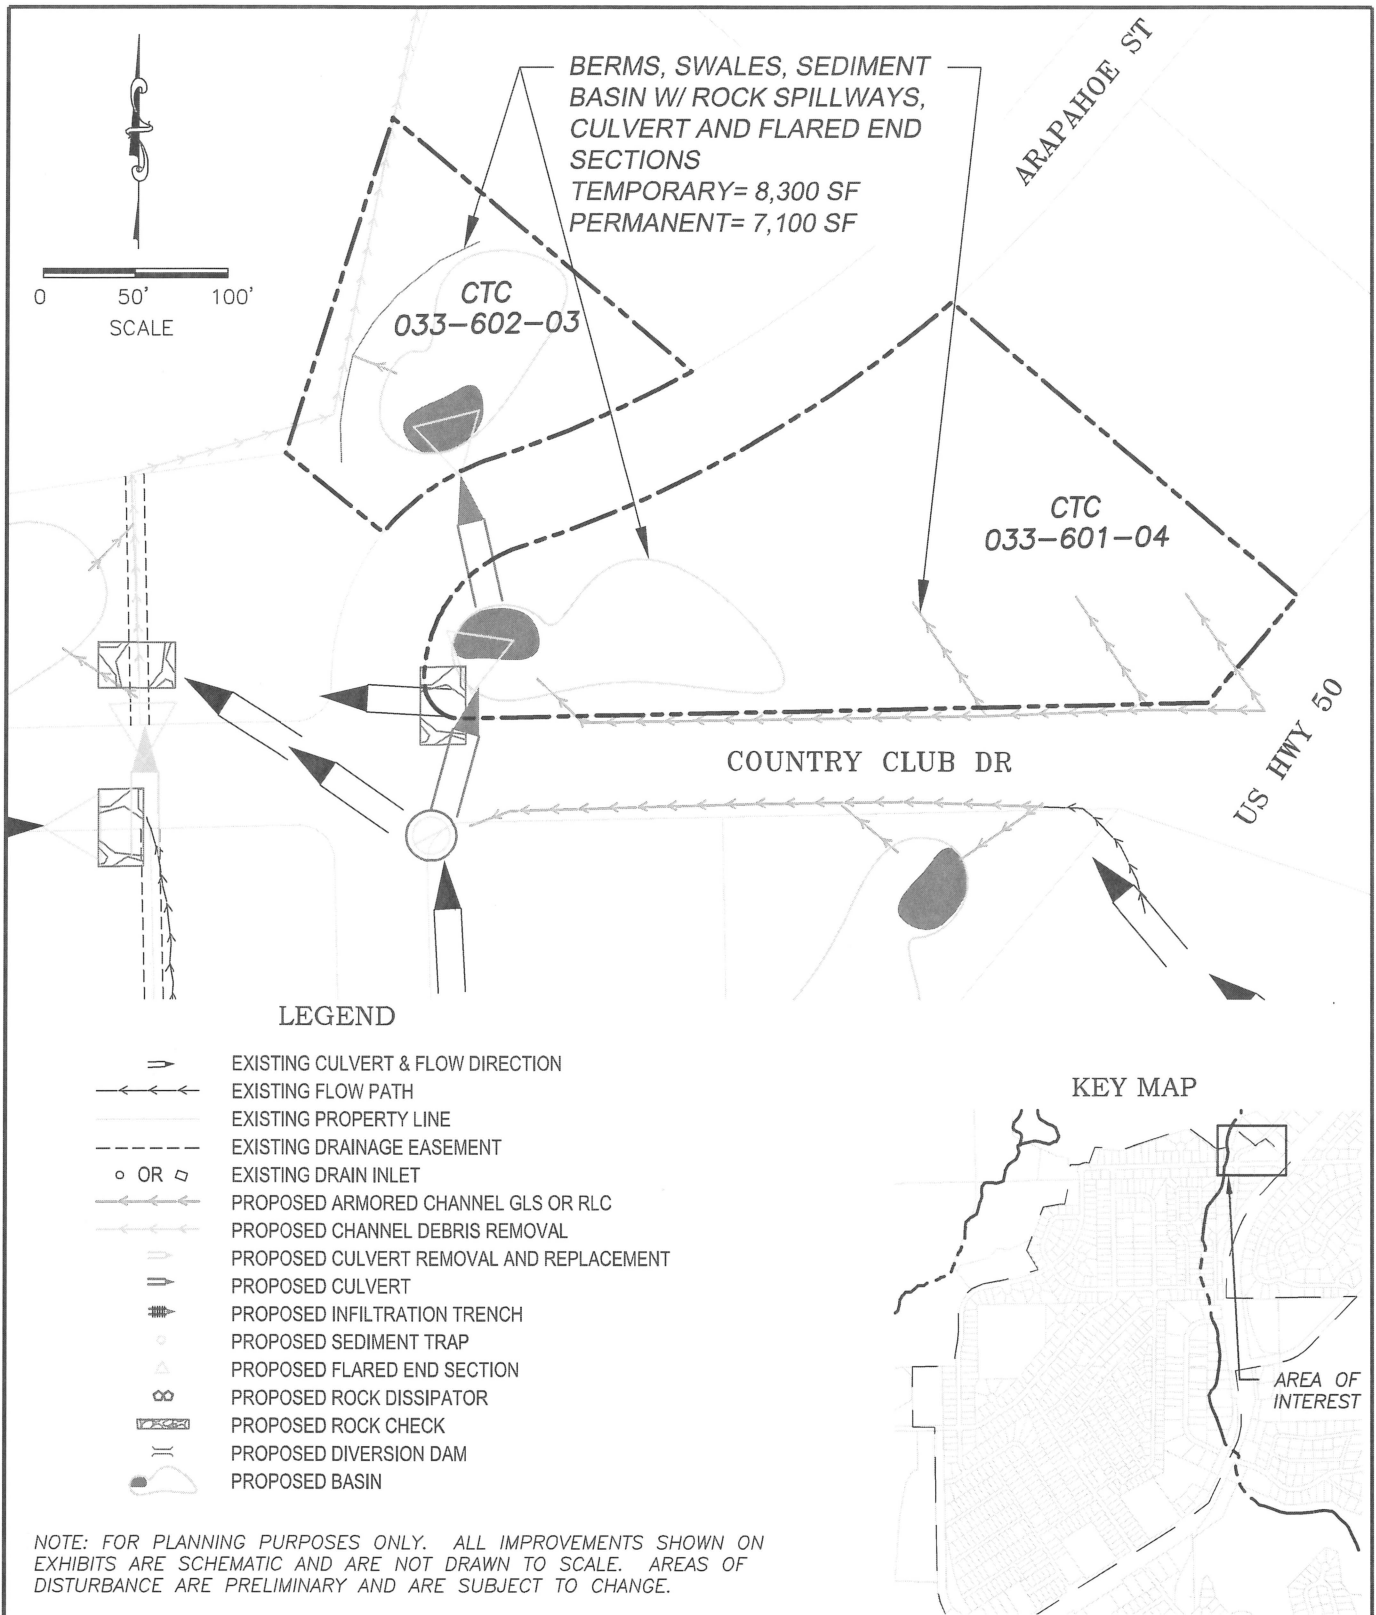 BERMS, SWALES, SEDIMENT
BASIN W/ ROCK SPILLWAYS,
CULVERT AND FLARED END
SECTIONS
TEMPORARY= 8,300 SF
PERMANENT= 7,100 SF
ARAPAHOE ST
0 50' 100'
SCALE
CTC
033-602-03
CTC
033-601-04
COUNTRY CLUB DR
US HWY 50
LEGEND
EXISTING CULVERT & FLOW DIRECTION
EXISTING FLOW PATH
EXISTING PROPERTY LINE
EXISTING DRAINAGE EASEMENT
OR EXISTING DRAIN INLET
PROPOSED ARMORED CHANNEL GLS OR RLC
PROPOSED CHANNEL DEBRIS REMOVAL
PROPOSED CULVERT REMOVAL AND REPLACEMENT
PROPOSED CULVERT
PROPOSED INFILTRATION TRENCH
PROPOSED SEDIMENT TRAP
PROPOSED FLARED END SECTION
PROPOSED ROCK DISSIPATOR
PROPOSED ROCK CHECK
PROPOSED DIVERSION DAM
PROPOSED BASIN
KEY MAP
AREA OF
INTEREST
NOTE: FOR PLANNING PURPOSES ONLY. ALL IMPROVEMENTS SHOWN ON
EXHIBITS ARE SCHEMATIC AND ARE NOT DRAWN TO SCALE. AREAS OF
DISTURBANCE ARE PRELIMINARY AND ARE SUBJECT TO CHANGE.